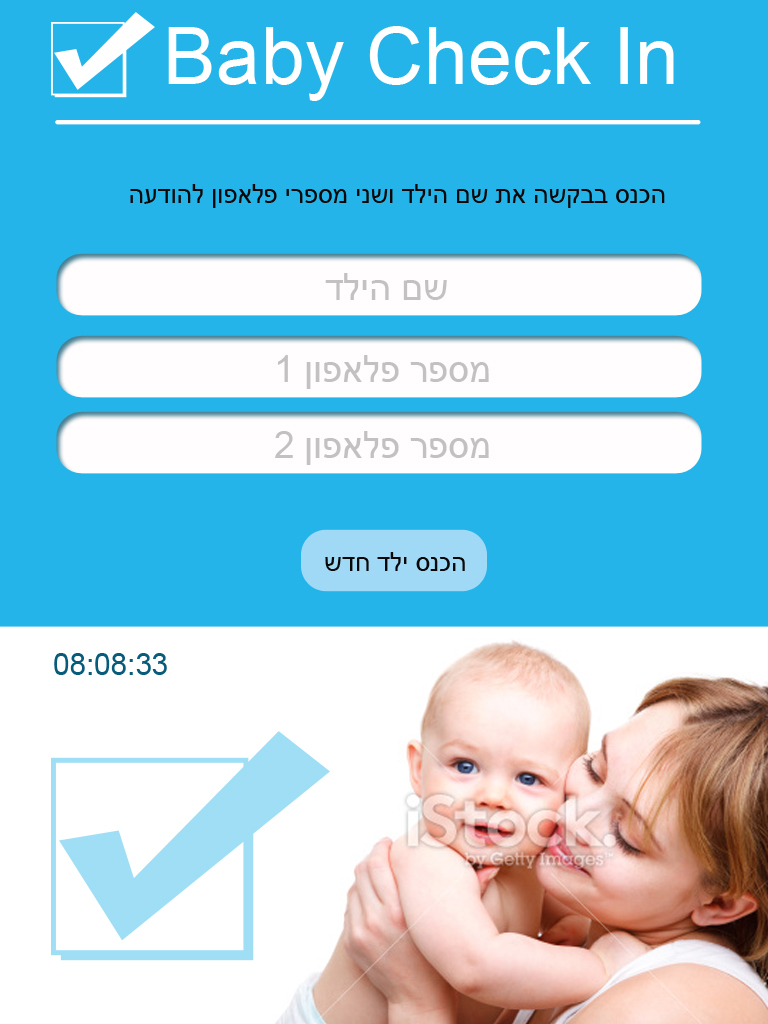 Baby Check In
הכנס בבקשה את שם הילד ושני מספרי פלאפון להודעה
שם הילד
מספר פלאפון 1
מספר פלאפון 2
הכנס ילד חדש
08:08:33
iStock.
by Getty Images™